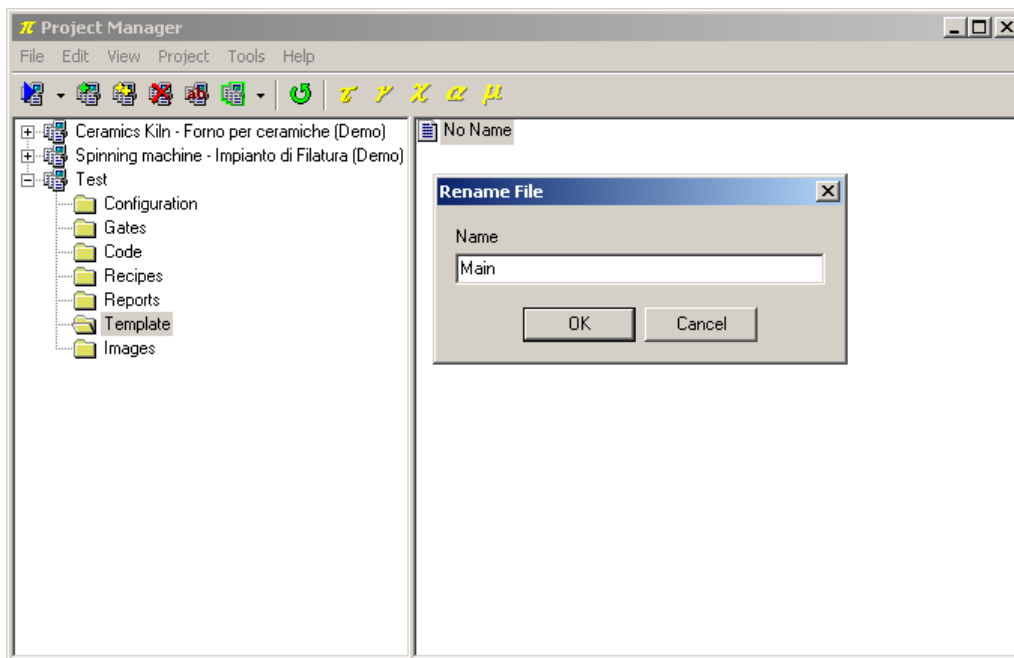 π Project Manager
File Edit View Project Tools Help
τ γ χ α μ
Ceramics Kiln - Forno per ceramiche (Demo)
Spinning machine - Impianto di Filatura (Demo)
Test
Configuration
Gates
Code
Recipes
Reports
Template
Images
No Name
Rename File
Name
Main
OK Cancel